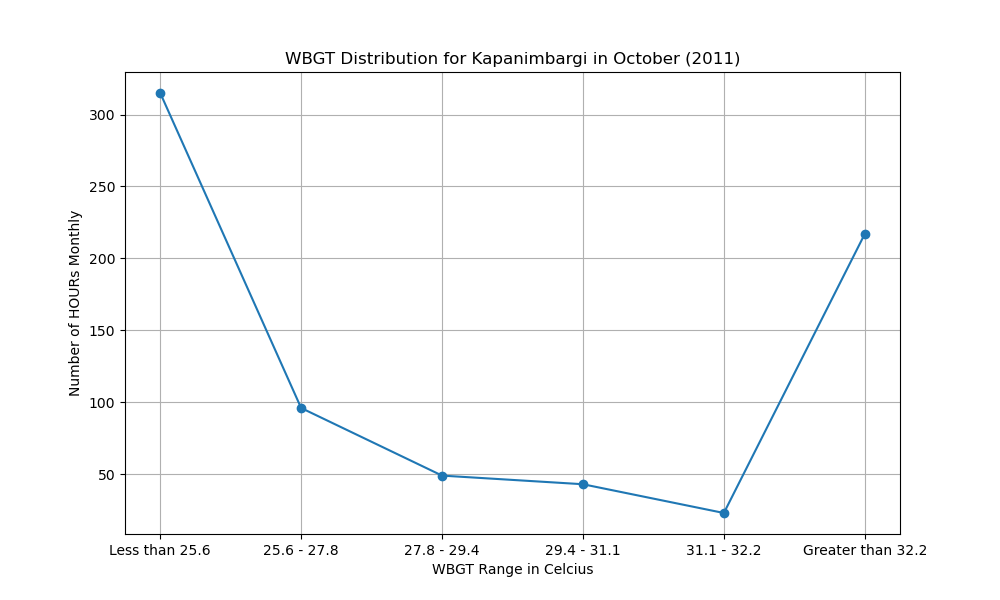 WBGT Distribution for Kapanimbargi in October (2011)
Number of HOURs Monthly
300
250
200
150
100
50
Less than 25.6 25.6 - 27.8 27.8 - 29.4 29.4 - 31.1 31.1 - 32.2 Greater than 32.2
WBGT Range in Celcius